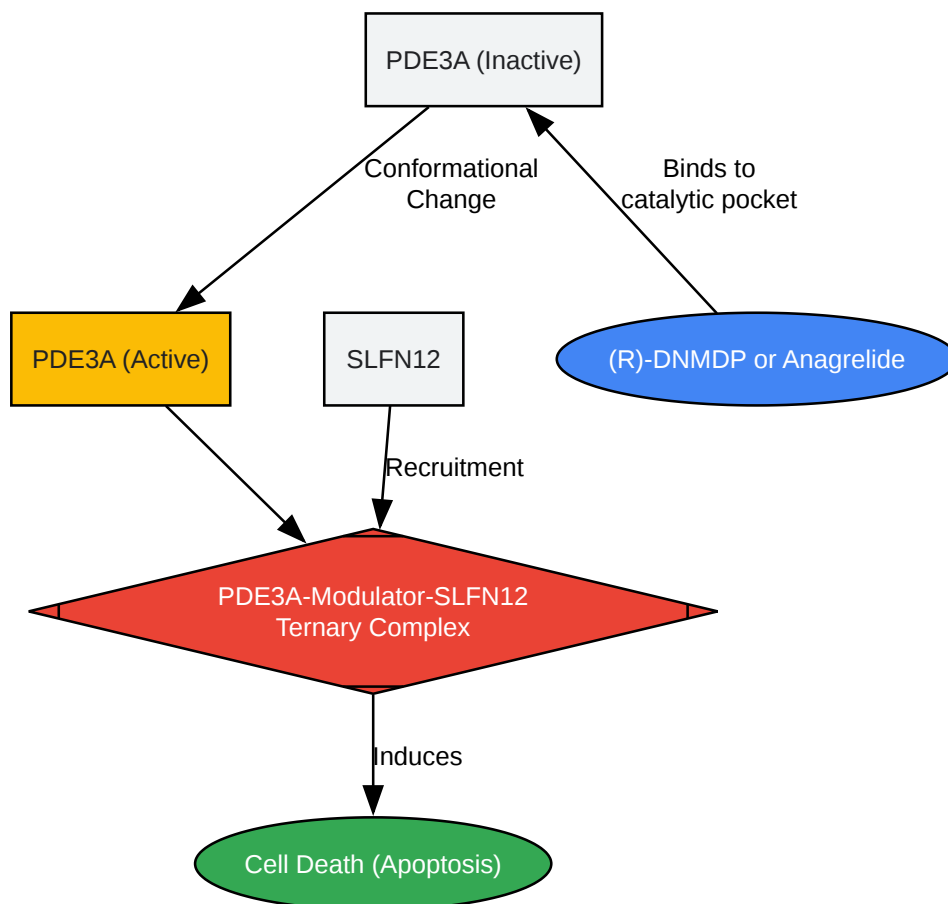 PDE3A (Inactive)
Conformational
Change
Binds to
catalytic pocket
PDE3A (Active)
SLFN12
(R)-DNMDP or Anagrelide
Recruitment
PDE3A-Modulator-SLFN12
Ternary Complex
Induces
Cell Death (Apoptosis)